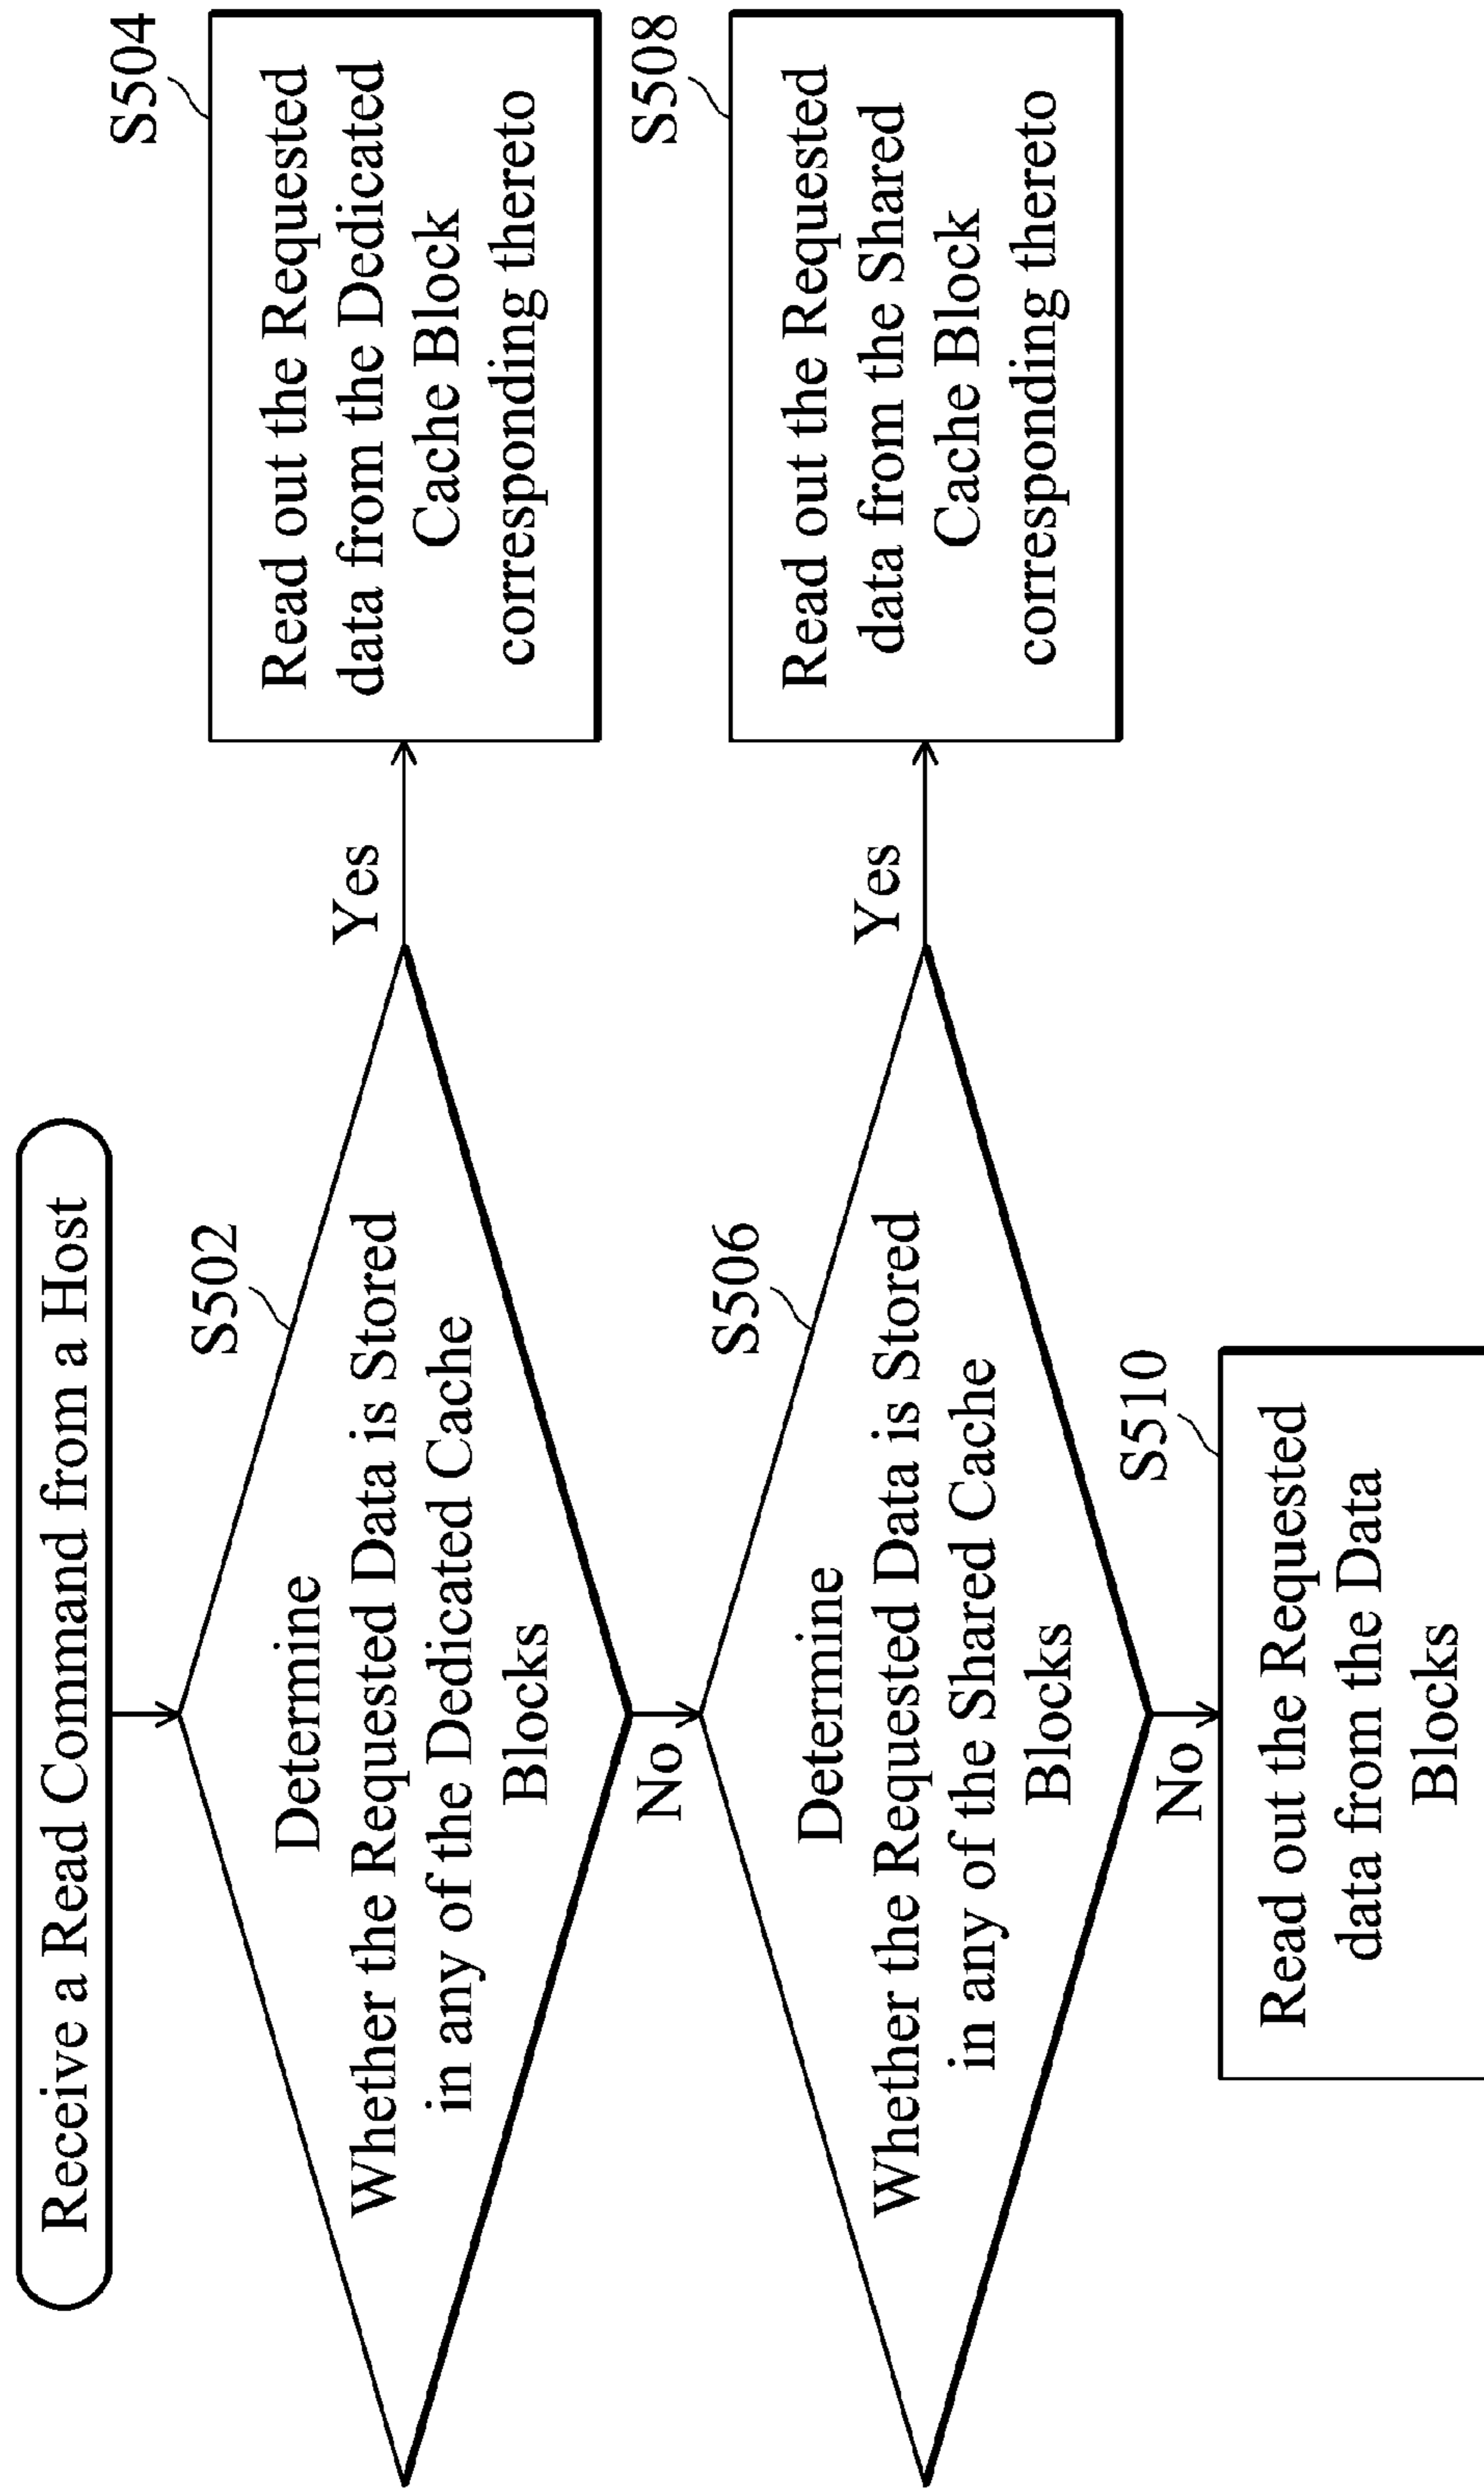 Receive a Read Command from a Host
S502
Determine
Whether the Requested Data is Stored
in any of the Dedicated Cache
Blocks
Yes
S504
Read out the Requested
data from the Dedicated
Cache Block
corresponding thereto
No
S506
Determine
Whether the Requested Data is Stored
in any of the Shared Cache
Blocks
Yes
S508
Read out the Requested
data from the Shared
Cache Block
corresponding thereto
No
S510
Read out the Requested
data from the Data
Blocks